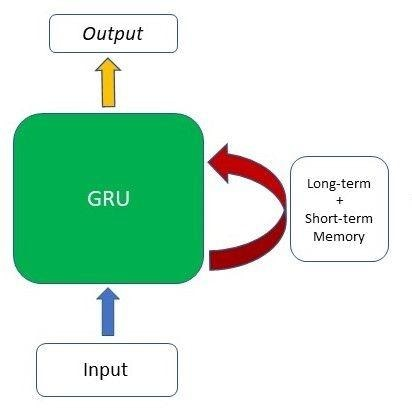 Output
GRU
Long-term
+
Short-term
Memory
Input